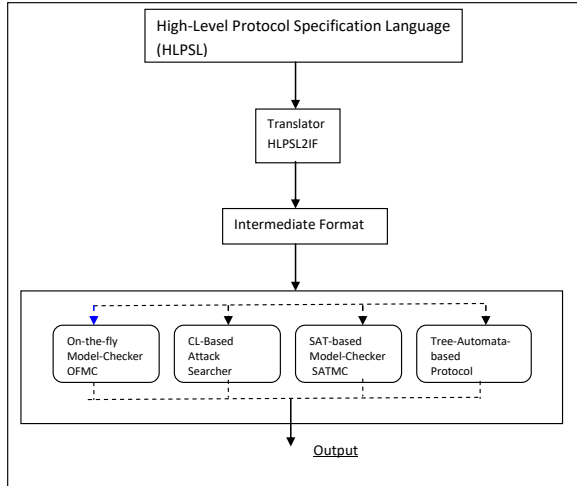 High-Level Protocol Specification Language
(HLPSL)
Translator
HLPSL2IF
Intermediate Format
On-the-fly
Model-Checker
OFMC
CL-Based
Attack
Searcher
SAT-based
Model-Checker
SATMC
Tree-Automata-
based
Protocol
Output